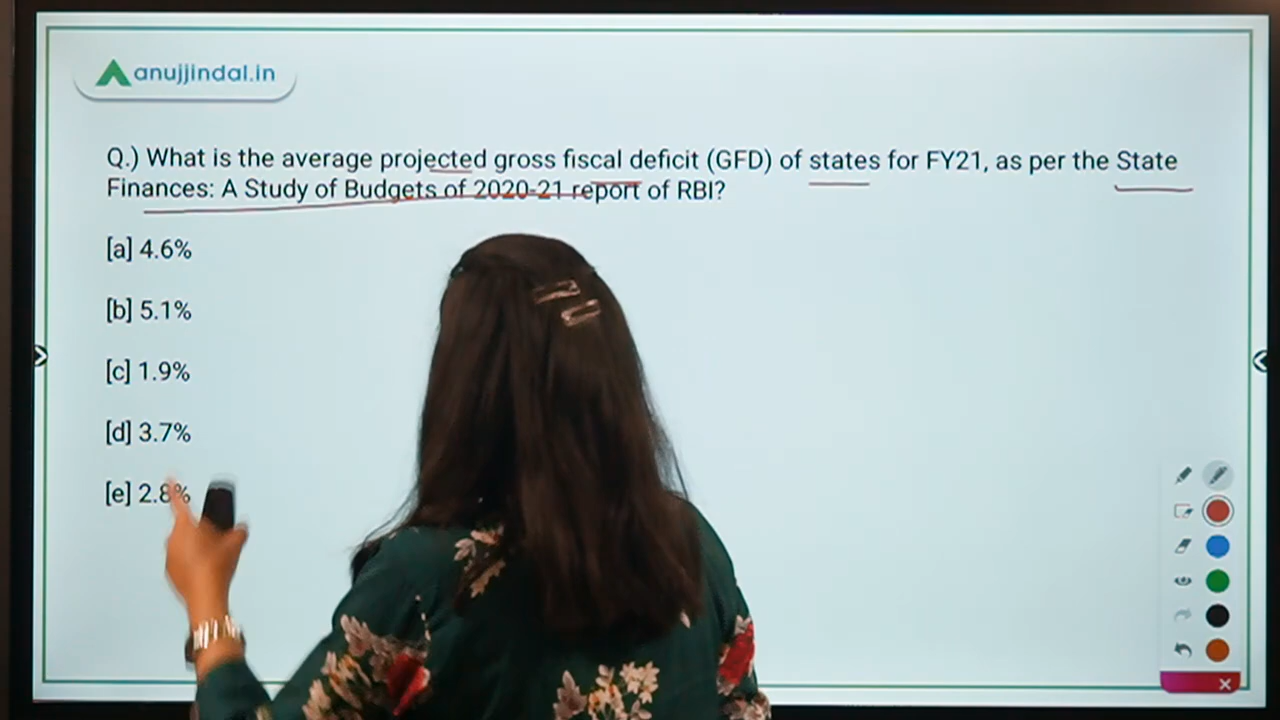 anujjindal.in
Q.) What is the average projected gross fiscal deficit (GFD) of states for FY21, as per the State
Finances: A Study of Budgets of 2020-21 report of RBI?
[a] 4.6%
[b] 5.1%
[c] 1.9%
[d] 3.7%
[e] 2.8%